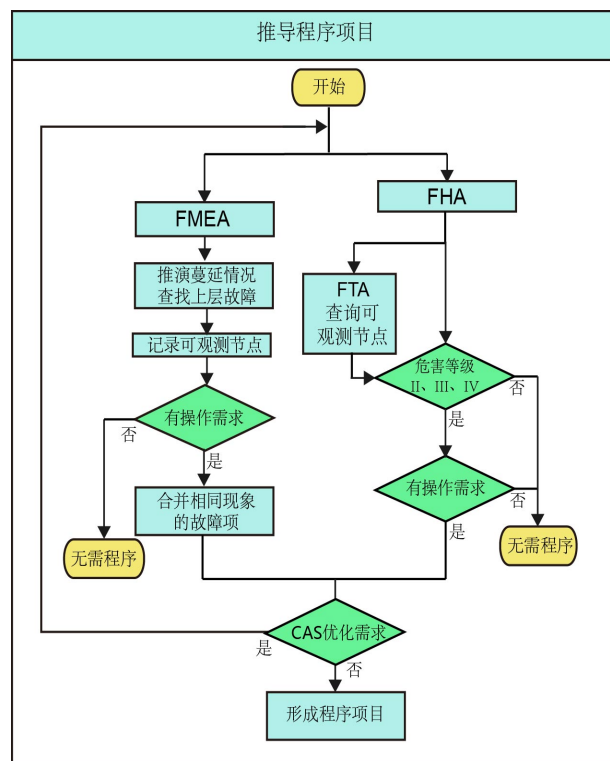 推导程序项目
开始
FMEA
FHA
推演蔓延情况
查找上层故障
FTA
查询可
观测节点
记录可观测节点
危害等级
II、III、IV
否
是
有操作需求
否
是
有操作需求
否
是
合并相同现象
的故障项
无需程序
无需程序
CAS优化需求
是
否
形成程序项目